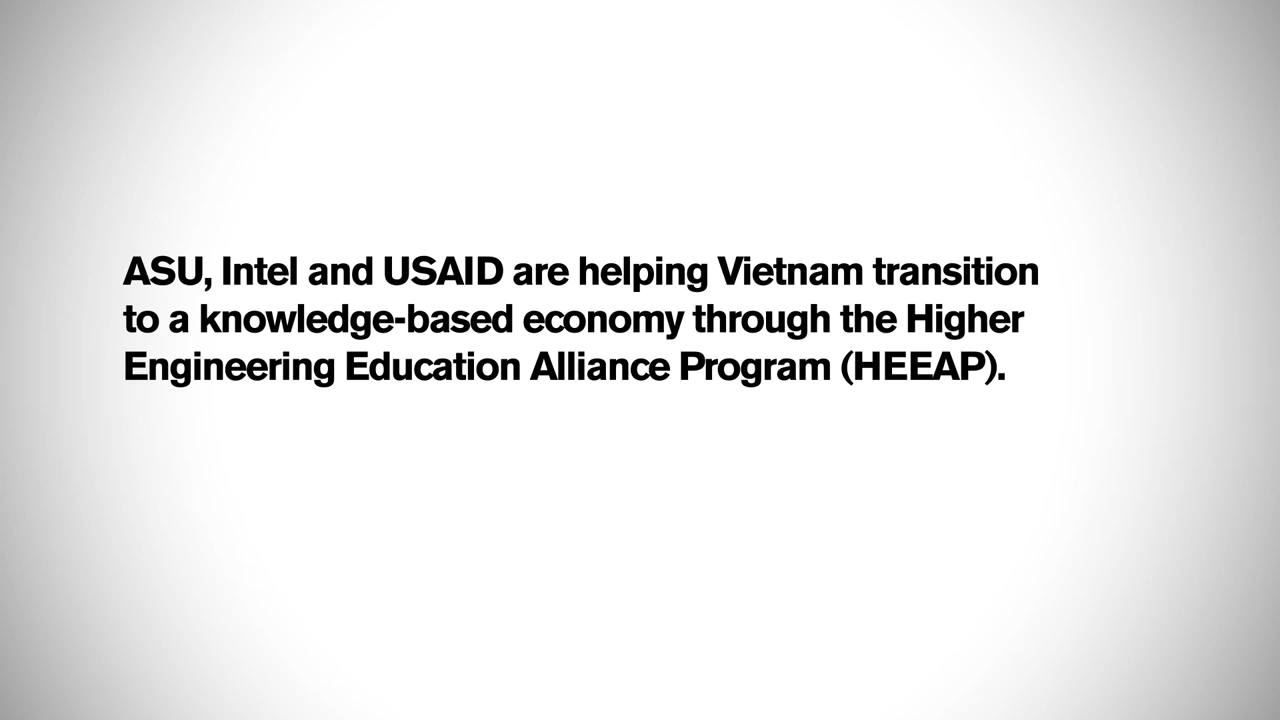 ASU, Intel and USAID are helping Vietnam transition
to a knowledge-based economy through the Higher
Engineering Education Alliance Program (HEEAP).